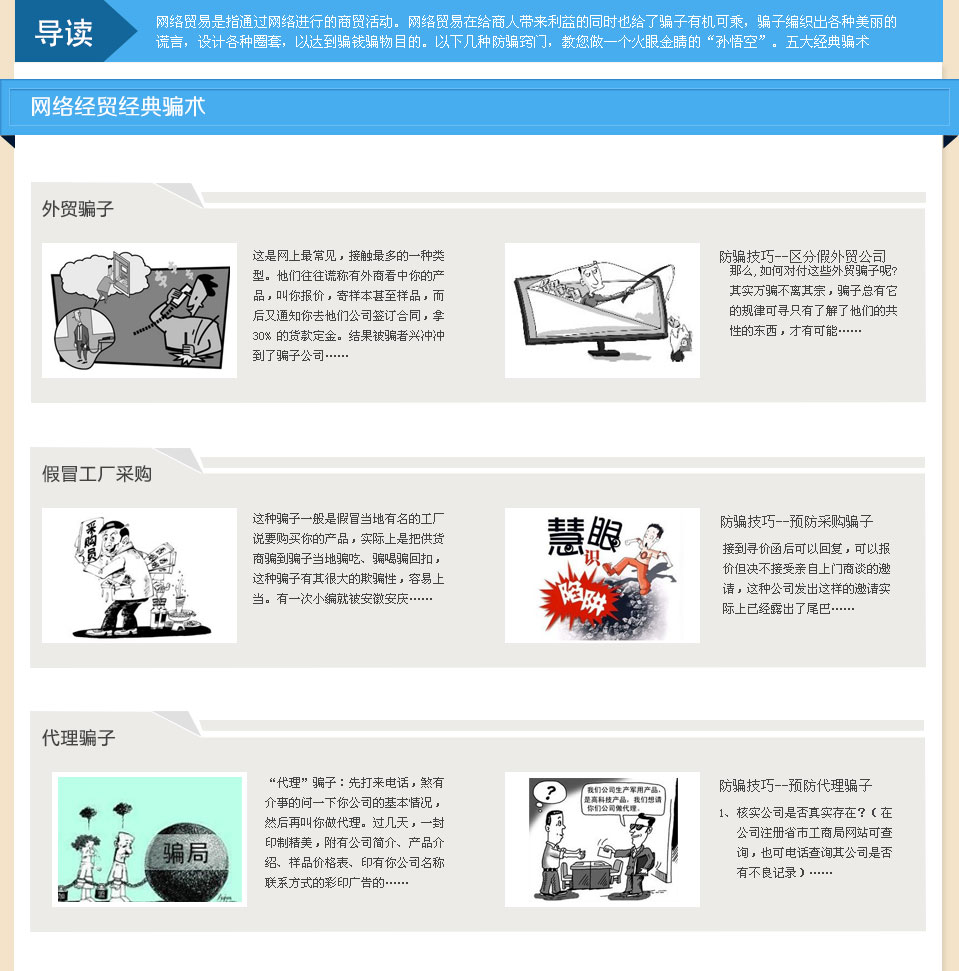 导读
网络贸易是指通过网络进行的商贸活动。网络贸易在给商人带来利益的同时也给了骗子有机可乘，骗子编织出各种美丽的
谎言，设计各种圈套，以达到骗钱骗物目的。以下几种防骗窍门，教您做一个火眼金睛的“孙悟空”。五大经典骗术
网络经贸经典骗术
外贸骗子
这是网上最常见，接触最多的一种类
型。他们往往谎称有外商看中你的产
品，叫你报价，寄样本甚至样品，而
后又通知你去他们公司签订合同，拿
30% 的货款定金。结果被骗者兴冲冲
到了骗子公司……
防骗技巧--区分假外贸公司
那么,如何对付这些外贸骗子呢?
其实万骗不离其宗，骗子总有它
的规律可寻只有了解了他们的共
性的东西，才有可能……
假冒工厂采购
采购员
这种骗子一般是假冒当地有名的工厂
说要购买你的产品，实际上是把供货
商骗到骗子当地骗吃、骗喝骗回扣，
这种骗子有其很大的欺骗性，容易上
当。有一次小编就被安徽安庆……
慧眼
识
陷阱
防骗技巧--预防采购骗子
接到寻价函后可以回复，可以报
价但决不接受亲自上门商谈的邀
请，这种公司发出这样的邀请实
际上已经露出了尾巴……
代理骗子
骗局
“代理”骗子：先打来电话，煞有
介事的问一下你公司的基本情况，
然后再叫你做代理。过几天，一封
印制精美，附有公司简介、产品介
绍、样品价格表、印有你公司名称
联系方式的彩印广告的……
?
我们公司生产军用产品,
是高科技产品，我们想请
你们公司做代理。
防骗技巧--预防代理骗子
1、核实公司是否真实存在？（在
公司注册省市工商局网站可查
询，也可电话查询其公司是否
有不良记录）……